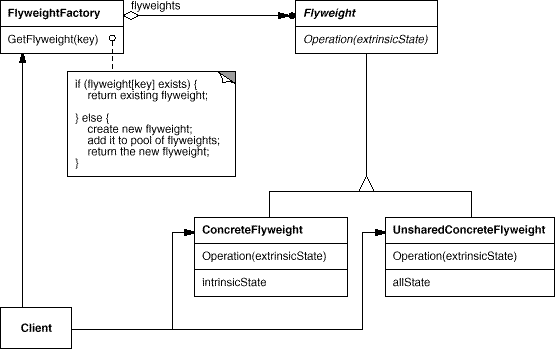 FlyweightFactory
flyweights
Flyweight
GetFlyweight(key)
Operation(extrinsicState)
if (flyweight[key] exists) {
return existing flyweight;
} else {
create new flyweight;
add it to pool of flyweights;
return the new flyweight;
}
ConcreteFlyweight
Operation(extrinsicState)
intrinsicState
UnsharedConcreteFlyweight
Operation(extrinsicState)
allState
Client